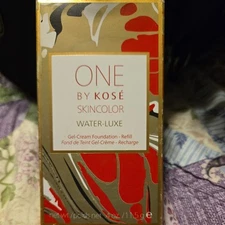 ONE
BY KOSÉ
SKINCOLOR
WATER-LUXE
Gel-Cream Foundation - Refill
Fond de Teint Gel-Crème - Recharge